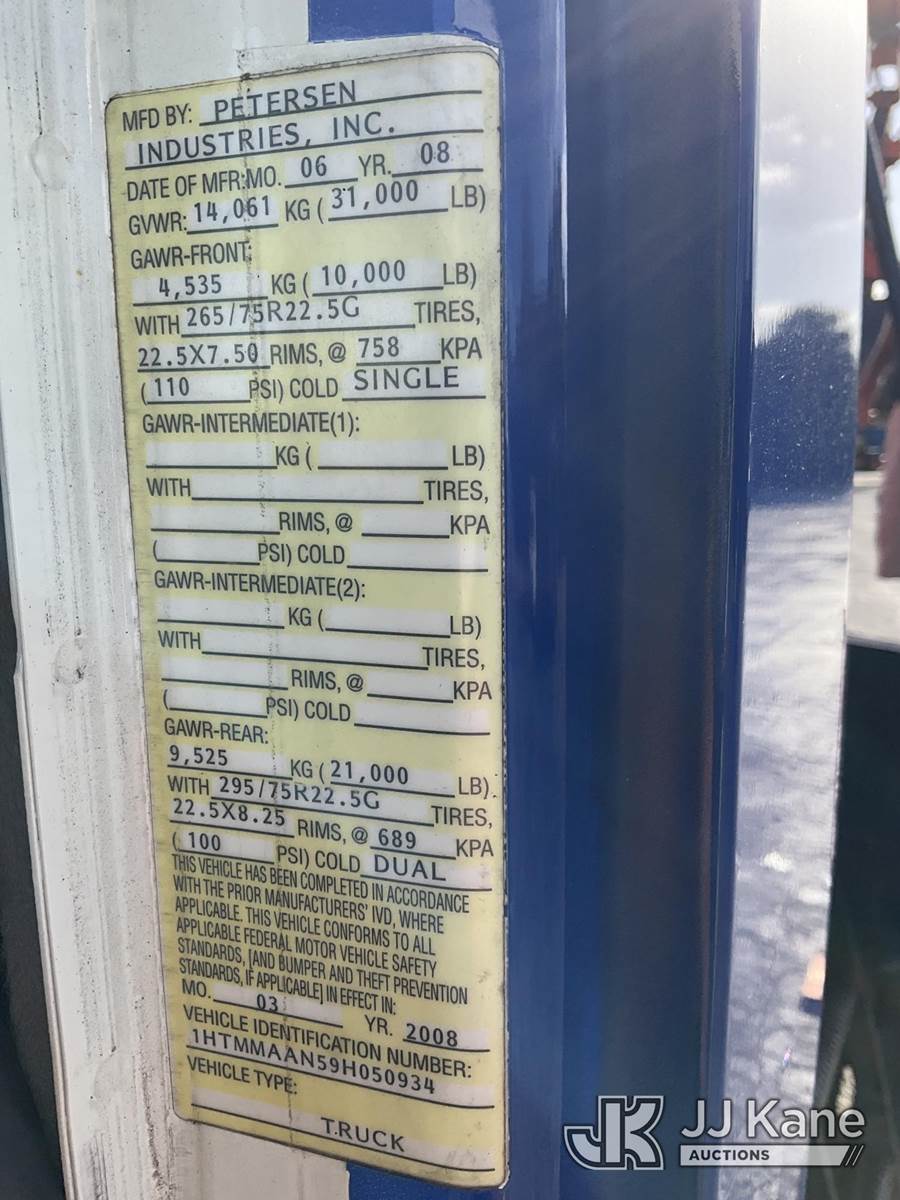 MFD BY: PETERSEN
INDUSTRIES, INC.
DATE OF MFR:MO. 06 YR. 08
GVWR: 14,061 KG ( 31,000 LB)
GAWR-FRONT:
4,535 KG ( 10,000 LB)
WITH 265/75R22.5G TIRES,
22.5X7.50 RIMS, @ 758 KPA
( 110 PSI) COLD SINGLE
GAWR-INTERMEDIATE(1):
KG ( LB)
WITH TIRES,
RIMS, @ KPA
( PSI) COLD
GAWR-INTERMEDIATE(2):
KG ( LB)
WITH TIRES,
RIMS, @ KPA
( PSI) COLD
GAWR-REAR:
9,525 KG ( 21,000 LB)
WITH 295/75R22.5G TIRES,
22.5X8.25 RIMS, @ 689 KPA
( 100 PSI) COLD DUAL
THIS VEHICLE HAS BEEN COMPLETED IN ACCORDANCE
WITH THE PRIOR MANUFACTURERS' IVD, WHERE
APPLICABLE. THIS VEHICLE CONFORMS TO ALL
APPLICABLE FEDERAL MOTOR VEHICLE SAFETY
STANDARDS, [AND BUMPER AND THEFT PREVENTION
STANDARDS, IF APPLICABLE] IN EFFECT IN:
MO. 03 YR. 2008
VEHICLE IDENTIFICATION NUMBER:
1HTMMAAN59H050934
VEHICLE TYPE:
TRUCK
JK JJ Kane
AUCTIONS